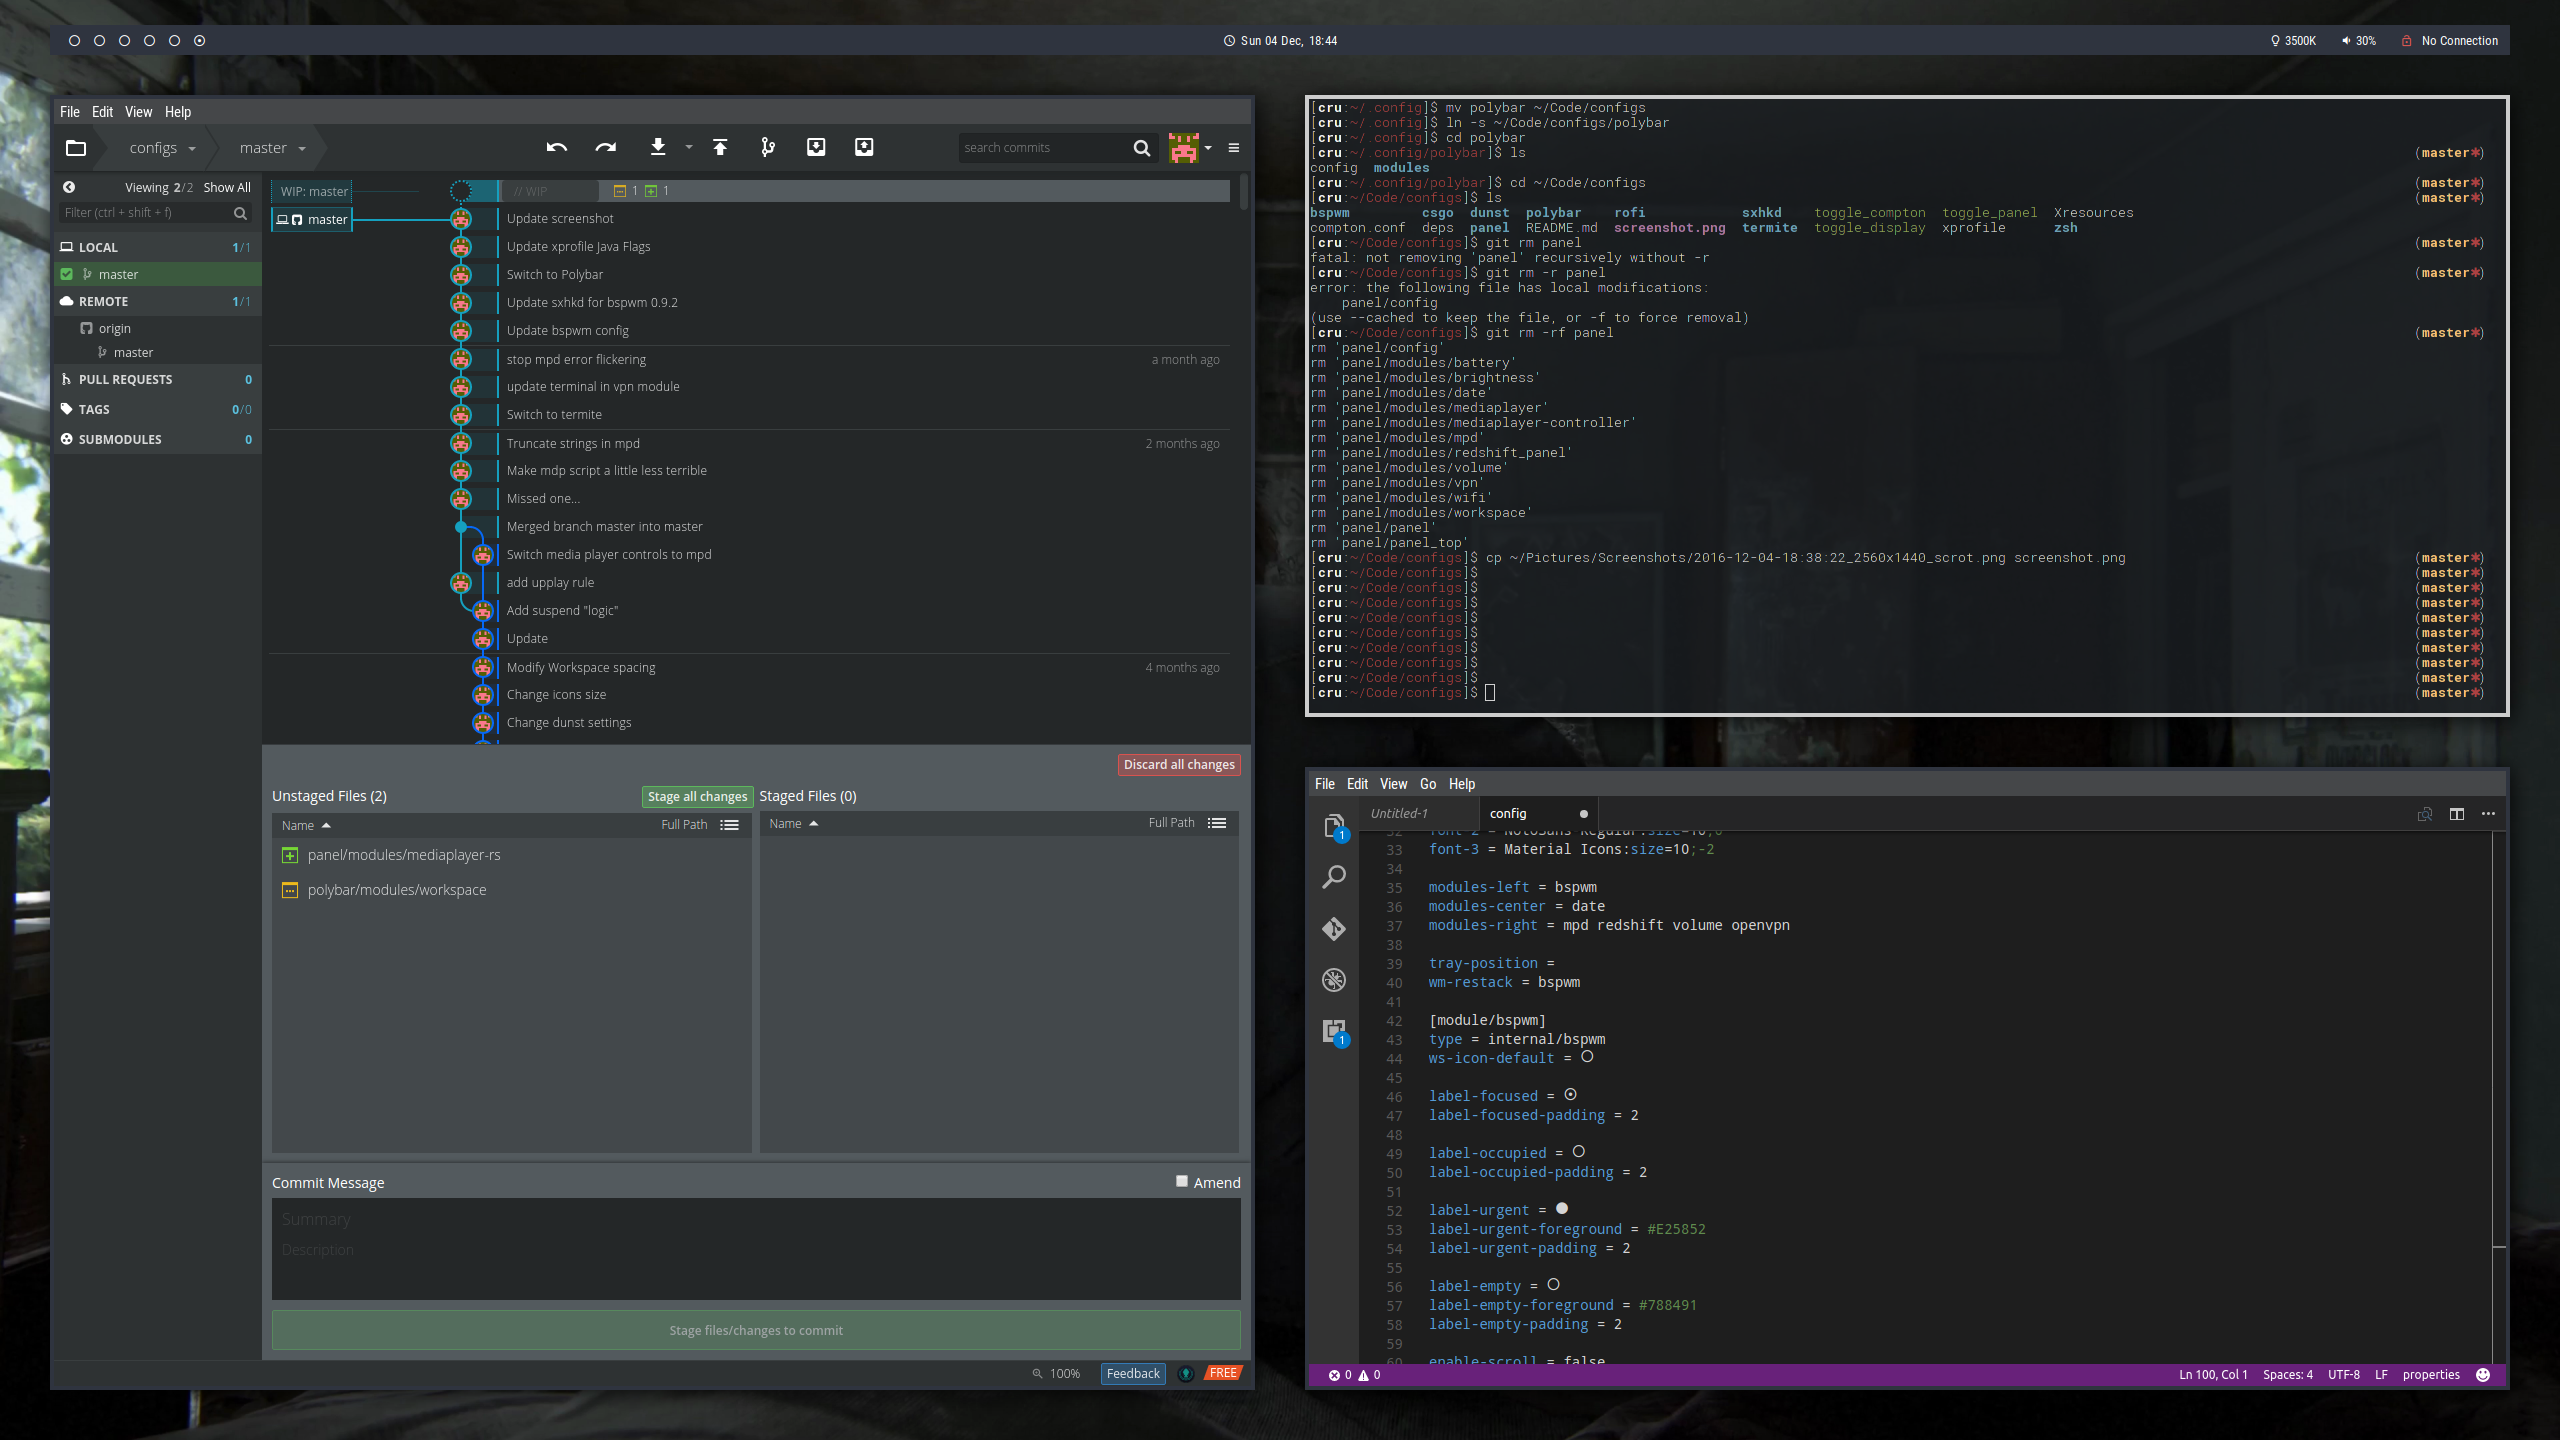 Sun 04 Dec, 18:44
3500K 30% No Connection
File Edit View Help
configs master
search commits
Viewing 2/2 Show All
Filter (ctrl + shift + f)
LOCAL 1/1
master
REMOTE 1/1
origin
master
PULL REQUESTS 0
TAGS 0/0
SUBMODULES 0
WIP: master // WIP 1 1
master Update screenshot
Update xprofile Java Flags
Switch to Polybar
Update sxhkd for bspwm 0.9.2
Update bspwm config
stop mpd error flickering a month ago
update terminal in vpn module
Switch to termite
Truncate strings in mpd 2 months ago
Make mdp script a little less terrible
Missed one...
Merged branch master into master
Switch media player controls to mpd
add upplay rule
Add suspend "logic"
Update
Modify Workspace spacing 4 months ago
Change icons size
Change dunst settings
Discard all changes
Unstaged Files (2) Stage all changes
Name Full Path
panel/modules/mediaplayer-rs
polybar/modules/workspace
Staged Files (0)
Name Full Path
Commit Message Amend
Summary
Description
Stage files/changes to commit
100% Feedback FREE
[cru:~/.config]$ mv polybar ~/Code/configs
[cru:~/.config]$ ln -s ~/Code/configs/polybar
[cru:~/.config]$ cd polybar
[cru:~/.config/polybar]$ ls (master*)
config modules
[cru:~/.config/polybar]$ cd ~/Code/configs (master*)
[cru:~/Code/configs]$ ls (master*)
bspwm csgo dunst polybar rofi sxhkd toggle_compton toggle_panel Xresources
compton.conf deps panel README.md screenshot.png termite toggle_display xprofile zsh
[cru:~/Code/configs]$ git rm panel (master*)
fatal: not removing 'panel' recursively without -r
[cru:~/Code/configs]$ git rm -r panel (master*)
error: the following file has local modifications:
panel/config
(use --cached to keep the file, or -f to force removal)
[cru:~/Code/configs]$ git rm -rf panel (master*)
rm 'panel/config'
rm 'panel/modules/battery'
rm 'panel/modules/brightness'
rm 'panel/modules/date'
rm 'panel/modules/mediaplayer'
rm 'panel/modules/mediaplayer-controller'
rm 'panel/modules/mpd'
rm 'panel/modules/redshift_panel'
rm 'panel/modules/volume'
rm 'panel/modules/vpn'
rm 'panel/modules/wifi'
rm 'panel/modules/workspace'
rm 'panel/panel'
rm 'panel/panel_top'
[cru:~/Code/configs]$ cp ~/Pictures/Screenshots/2016-12-04-18:38:22_2560x1440_scrot.png screenshot.png (master*)
[cru:~/Code/configs]$ (master*)
[cru:~/Code/configs]$ (master*)
[cru:~/Code/configs]$ (master*)
[cru:~/Code/configs]$ (master*)
[cru:~/Code/configs]$ (master*)
[cru:~/Code/configs]$ (master*)
[cru:~/Code/configs]$ (master*)
[cru:~/Code/configs]$ (master*)
[cru:~/Code/configs]$ (master*)
File Edit View Go Help
Untitled-1 config
1
1
33 font-3 = Material Icons:size=10;-2
34
35 modules-left = bspwm
36 modules-center = date
37 modules-right = mpd redshift volume openvpn
38
39 tray-position =
40 wm-restack = bspwm
41
42 [module/bspwm]
43 type = internal/bspwm
44 ws-icon-default = ○
45
46 label-focused = ⊙
47 label-focused-padding = 2
48
49 label-occupied = ○
50 label-occupied-padding = 2
51
52 label-urgent = ●
53 label-urgent-foreground = #E25852
54 label-urgent-padding = 2
55
56 label-empty = ○
57 label-empty-foreground = #788491
58 label-empty-padding = 2
59
60 enable-scroll = false
0 0 Ln 100, Col 1 Spaces: 4 UTF-8 LF properties